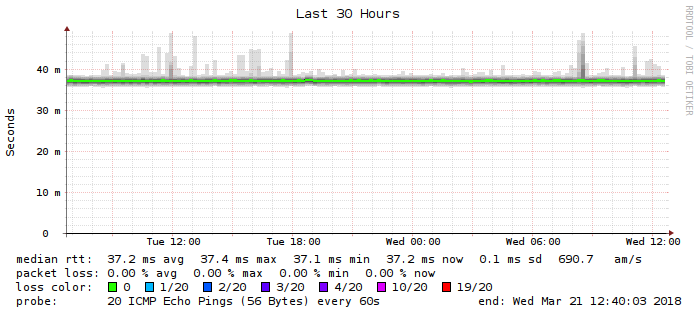 Last 30 Hours
RRDTOOL / TOBI OETIKER
Seconds
40 m
30 m
20 m
10 m
0
Tue 12:00 Tue 18:00 Wed 00:00 Wed 06:00 Wed 12:00
median rtt: 37.2 ms avg 37.4 ms max 37.1 ms min 37.2 ms now 0.1 ms sd 690.7 am/s
packet loss: 0.00 % avg 0.00 % max 0.00 % min 0.00 % now
loss color: 0 1/20 2/20 3/20 4/20 10/20 19/20
probe: 20 ICMP Echo Pings (56 Bytes) every 60s end: Wed Mar 21 12:40:03 2018